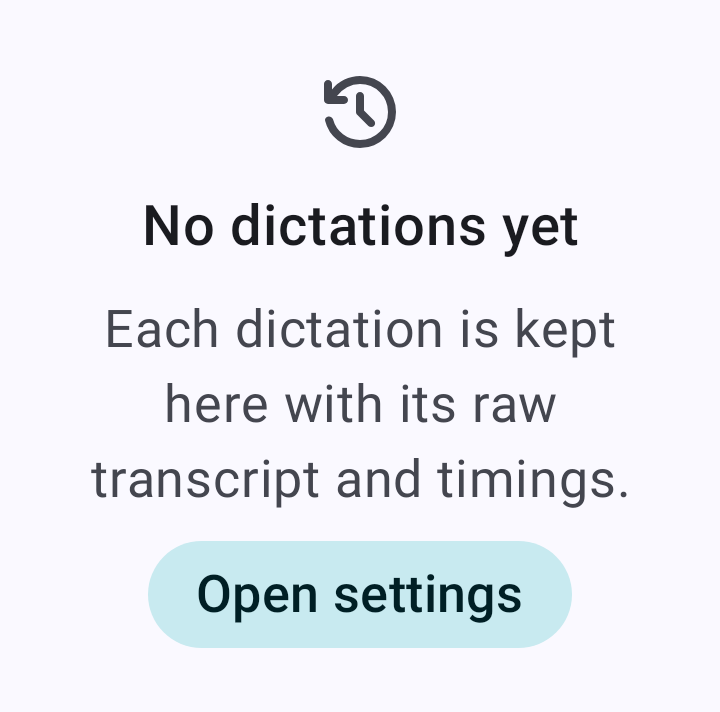 No dictations yet
Each dictation is kept
here with its raw
transcript and timings.
Open settings